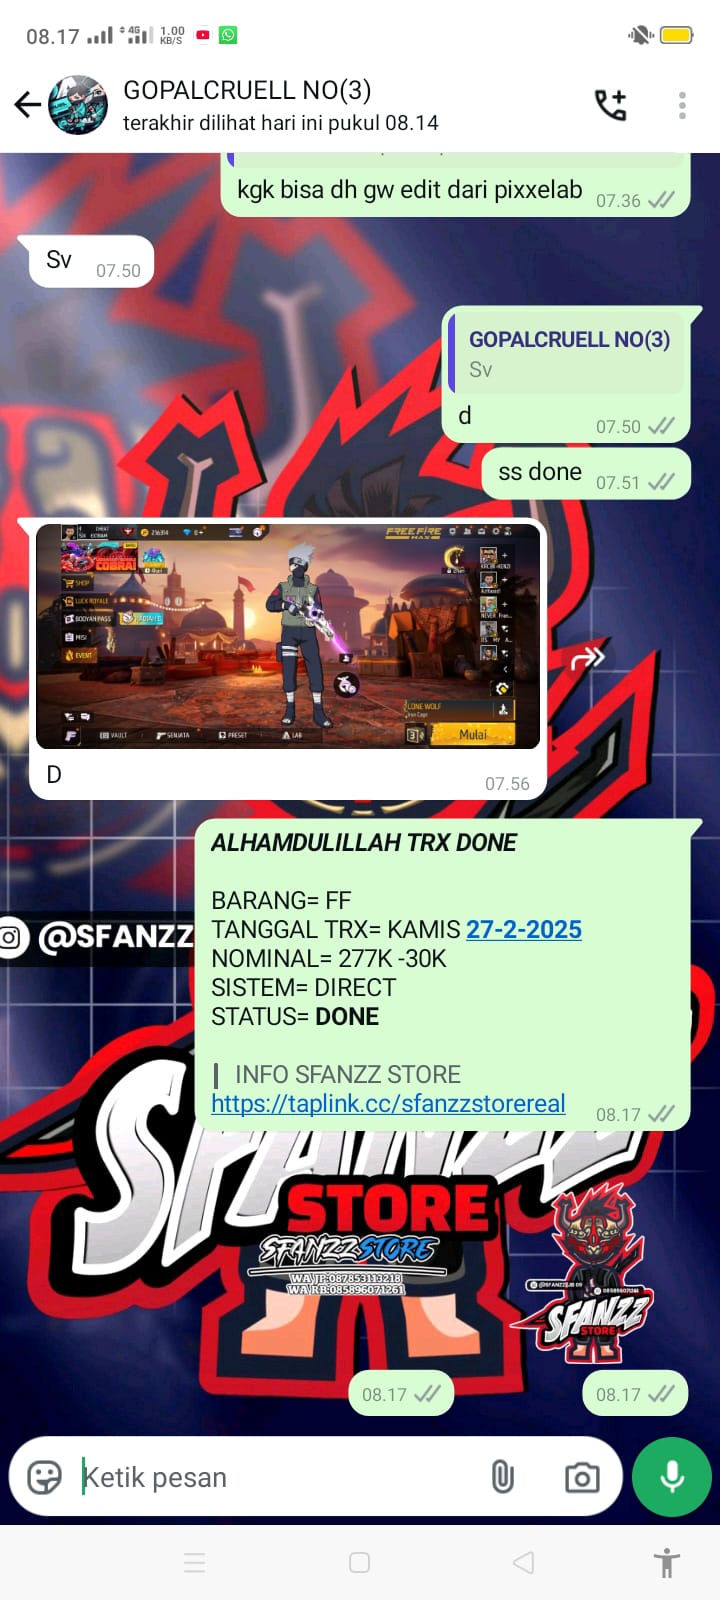 08.17
4G
1.00
KB/S
GOPALCRUELL NO(3)
terakhir dilihat hari ini pukul 08.14
kgk bisa dh gw edit dari pixxelab 07.36
Sv 07.50
GOPALCRUELL NO(3)
Sv
d 07.50
ss done 07.51
FREE FIRE
MAX
COBRA!
SHOP
LUCK ROYALE
BOOYAH PASS
MISI
EVENT
LONE WOLF
Iron Cage
VAULT
SENJATA
PRESET
LAB
Mulai
D 07.56
ALHAMDULILLAH TRX DONE
BARANG= FF
TANGGAL TRX= KAMIS 27-2-2025
NOMINAL= 277K -30K
SISTEM= DIRECT
STATUS= DONE
INFO SFANZZ STORE
https://taplink.cc/sfanzzstorereal 08.17
@SFANZZ
SFANZZ
STORE
SFANZZSTORE
WA JP:087853113218
WA RB:085896071261
SFANZZ
STORE
08.17
08.17
Ketik pesan